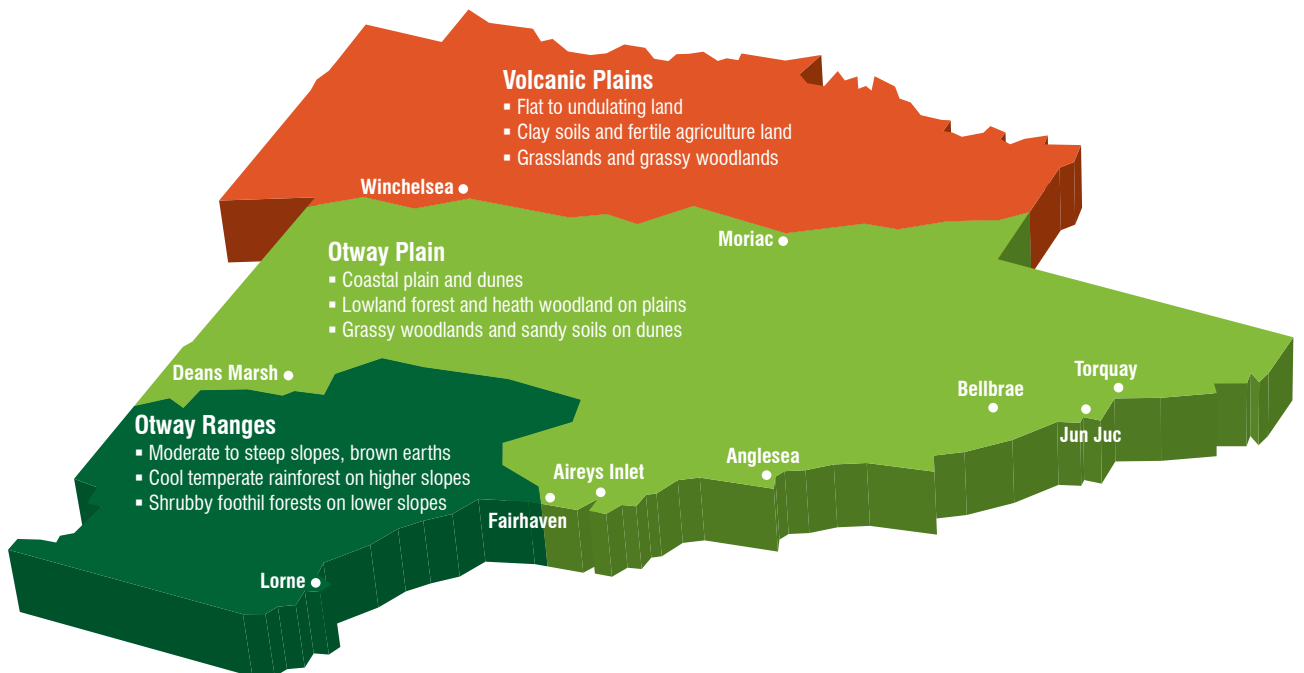 Volcanic Plains
▪ Flat to undulating land
▪ Clay soils and fertile agriculture land
▪ Grasslands and grassy woodlands
Winchelsea
Moriac
Otway Plain
▪ Coastal plain and dunes
▪ Lowland forest and heath woodland on plains
▪ Grassy woodlands and sandy soils on dunes
Deans Marsh
Torquay
Bellbrae
Jun Juc
Otway Ranges
▪ Moderate to steep slopes, brown earths
▪ Cool temperate rainforest on higher slopes
▪ Shrubby foothil forests on lower slopes
Anglesea
Aireys Inlet
Fairhaven
Lorne